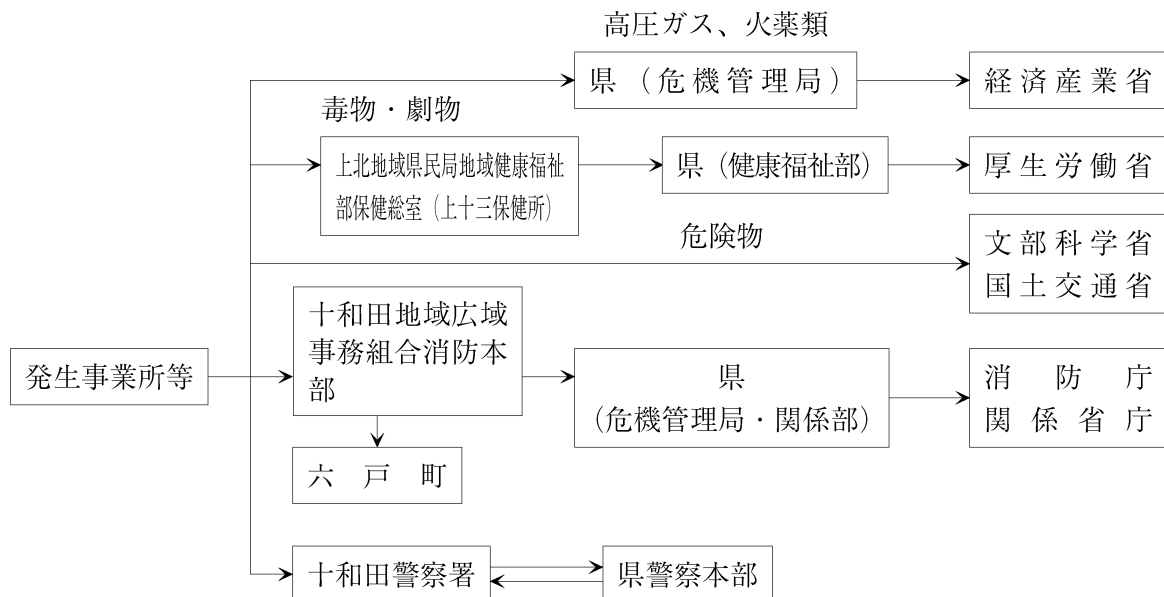 高圧ガス、火薬類
県（危機管理局）
経済産業省
毒物・劇物
上北地域県民局地域健康福祉
部保健総室（上十三保健所）
県（健康福祉部）
厚生労働省
危険物
文部科学省
国土交通省
発生事業所等
十和田地域広域
事務組合消防本
部
県
（危機管理局・関係部）
消防庁
関係省庁
六戸町
十和田警察署
県警察本部